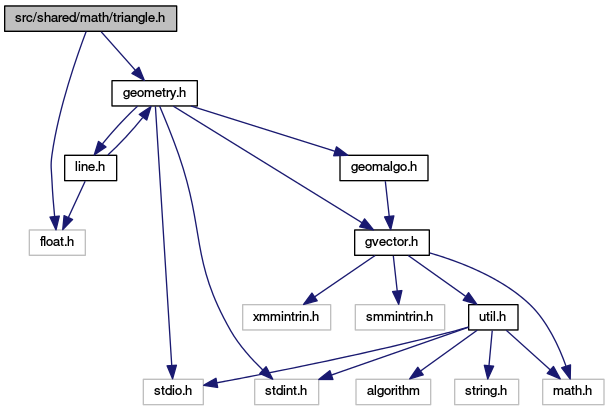 src/shared/math/triangle.h
geometry.h
line.h
geomalgo.h
float.h
gvector.h
xmmintrin.h
smmintrin.h
util.h
stdio.h
stdint.h
algorithm
string.h
math.h